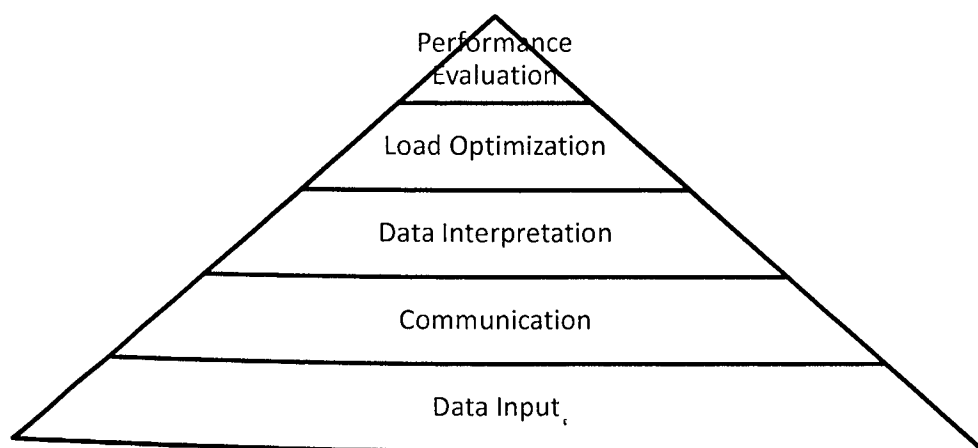 Performance
Evaluation
Load Optimization
Data Interpretation
Communication
Data Input